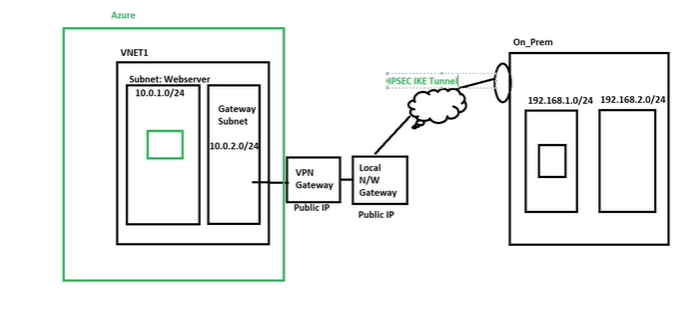 Azure
VNET1
Subnet: Webserver
10.0.1.0/24
Gateway
Subnet
10.0.2.0/24
VPN
Gateway
Public IP
Local
N/W
Gateway
Public IP
IPSEC IKE Tunnel
On_Prem
192.168.1.0/24
192.168.2.0/24